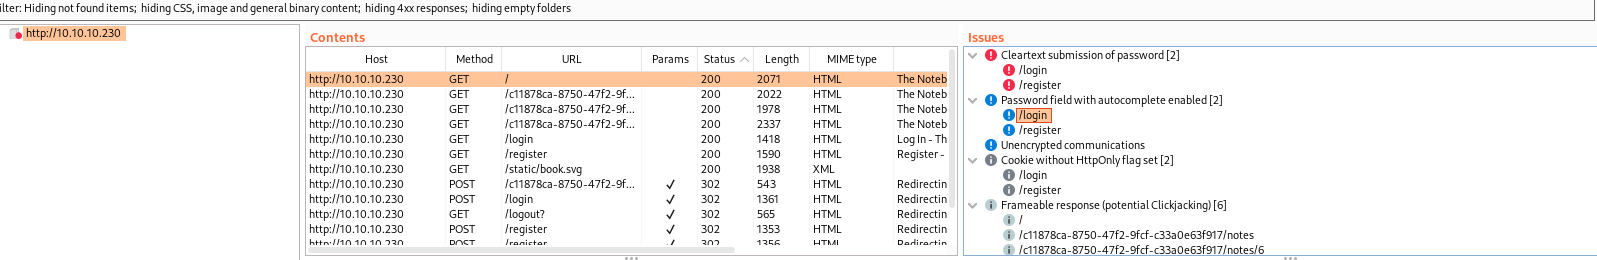 ilter: Hiding not found items;  hiding CSS, image and general binary content;  hiding 4xx responses;  hiding empty folders
http://10.10.10.230
Contents
Host Method URL Params Status Length MIME type
http://10.10.10.230 GET / 200 2071 HTML The Noteb
http://10.10.10.230 GET /c11878ca-8750-47f2-9f... 200 2022 HTML The Noteb
http://10.10.10.230 GET /c11878ca-8750-47f2-9f... 200 1978 HTML The Noteb
http://10.10.10.230 GET /c11878ca-8750-47f2-9f... 200 2337 HTML The Noteb
http://10.10.10.230 GET /login 200 1418 HTML Log In - Th
http://10.10.10.230 GET /register 200 1590 HTML Register -
http://10.10.10.230 GET /static/book.svg 200 1938 XML
http://10.10.10.230 POST /c11878ca-8750-47f2-9f... ✓ 302 543 HTML Redirectin
http://10.10.10.230 POST /login ✓ 302 1361 HTML Redirectin
http://10.10.10.230 GET /logout? ✓ 302 565 HTML Redirectin
http://10.10.10.230 POST /register ✓ 302 1353 HTML Redirectin
http://10.10.10.230 POST /register ✓ 302 1356 HTML Redirectin
Issues
Cleartext submission of password [2]
/login
/register
Password field with autocomplete enabled [2]
/login
/register
Unencrypted communications
Cookie without HttpOnly flag set [2]
/login
/register
Frameable response (potential Clickjacking) [6]
/
/c11878ca-8750-47f2-9fcf-c33a0e63f917/notes
/c11878ca-8750-47f2-9fcf-c33a0e63f917/notes/6